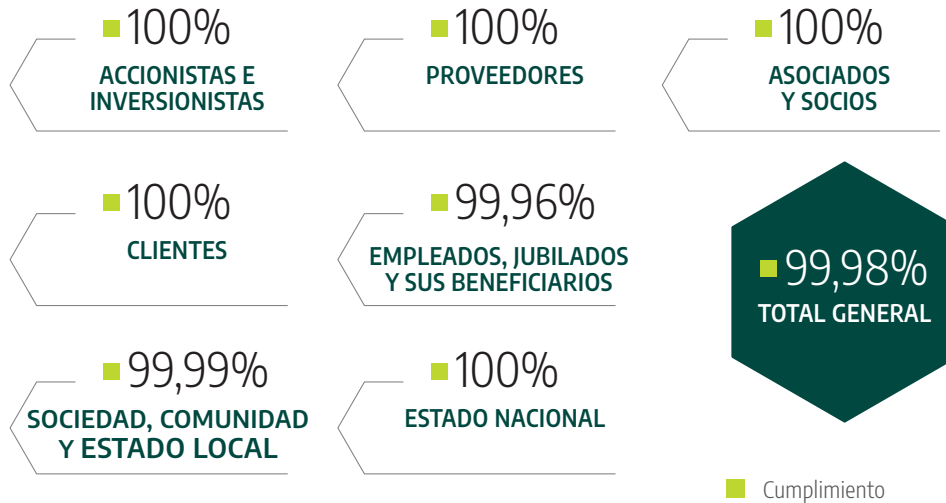 100%
ACCIONISTAS E
INVERSIONISTAS
100%
PROVEEDORES
100%
ASOCIADOS
Y SOCIOS
100%
CLIENTES
99,96%
EMPLEADOS, JUBILADOS
Y SUS BENEFICIARIOS
99,98%
TOTAL GENERAL
99,99%
SOCIEDAD, COMUNIDAD
Y ESTADO LOCAL
100%
ESTADO NACIONAL
Cumplimiento